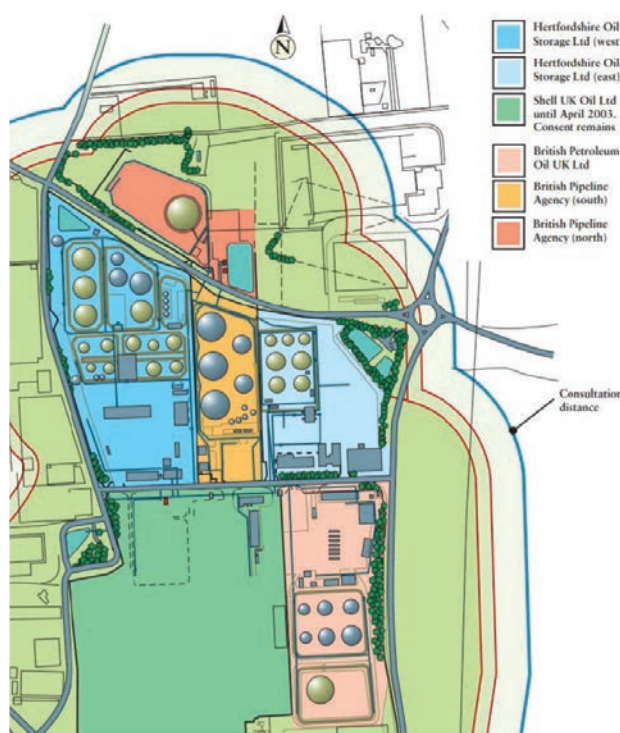 N
Hertfordshire Oil
Storage Ltd (west)
Hertfordshire Oil
Storage Ltd (east)
Shell UK Oil Ltd
until April 2003.
Consent remains
British Petroleum
Oil UK Ltd
British Pipeline
Agency (south)
British Pipeline
Agency (north)
Consultation
distance